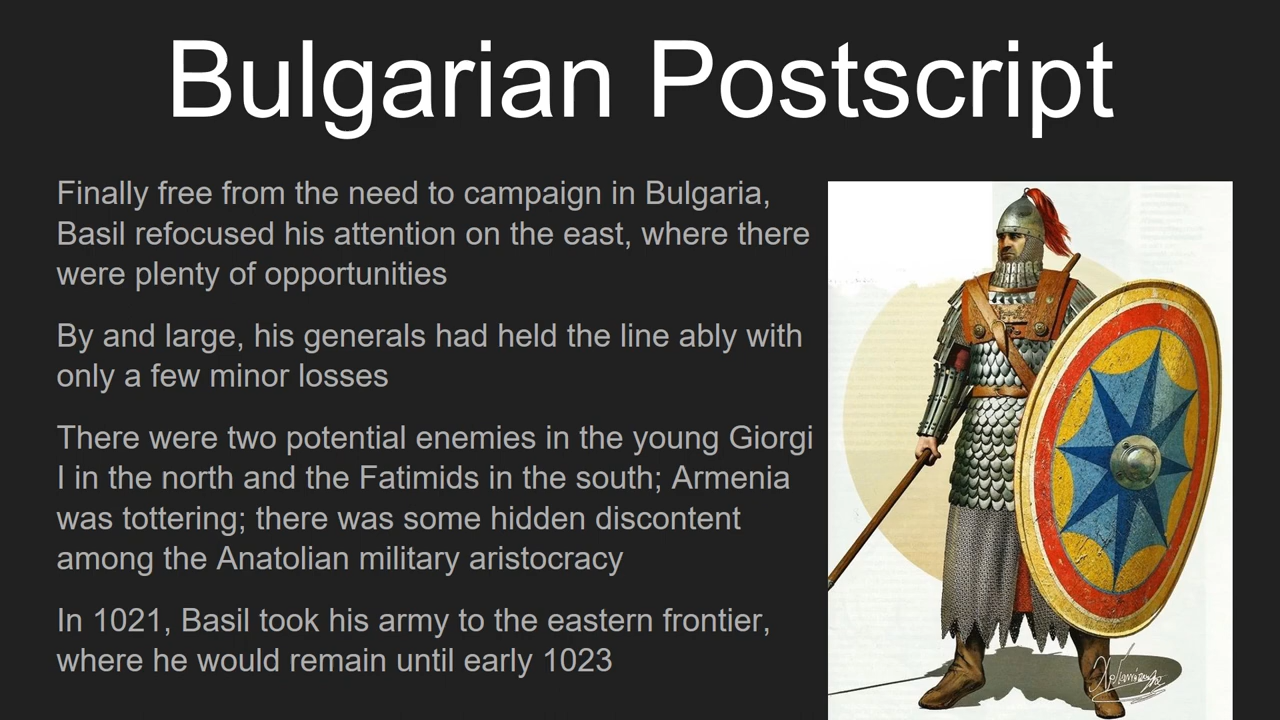 Bulgarian Postscript
Finally free from the need to campaign in Bulgaria,
Basil refocused his attention on the east, where there
were plenty of opportunities
By and large, his generals had held the line ably with
only a few minor losses
There were two potential enemies in the young Giorgi
I in the north and the Fatimids in the south; Armenia
was tottering; there was some hidden discontent
among the Anatolian military aristocracy
In 1021, Basil took his army to the eastern frontier,
where he would remain until early 1023